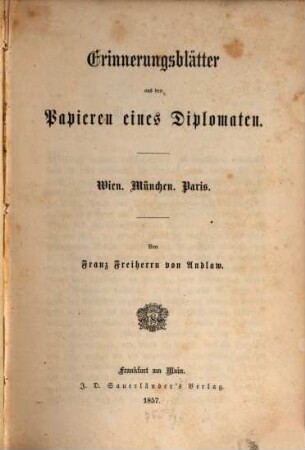 Erinnerungsblätter
aus den
Papieren eines Diplomaten.
Wien. München. Paris.
Von
Franz Freiherrn von Andlaw.
Frankfurt am Main.
J. D. Sauerländer's Verlag.
1857.